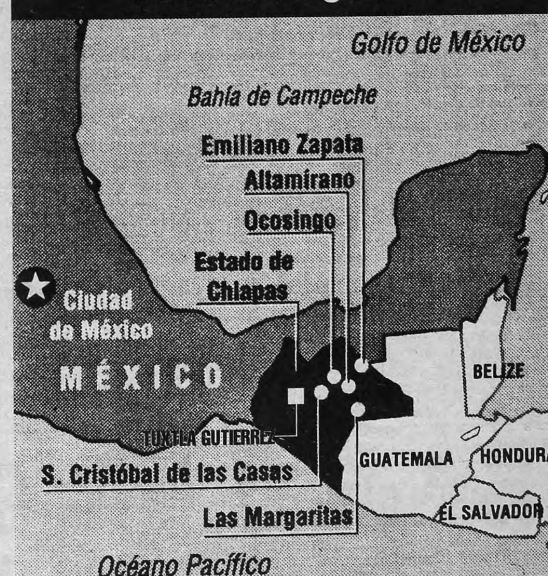 Golfo de México
Bahía de Campeche
Emiliano Zapata
Altamirano
Ocosingo
Estado de
Chiapas
Ciudad
de México
MÉXICO
BELIZE
TUXTLA GUTIERREZ
GUATEMALA
HONDURA
S. Cristóbal de las Casas
EL SALVADOR
Las Margaritas
Océano Pacífico